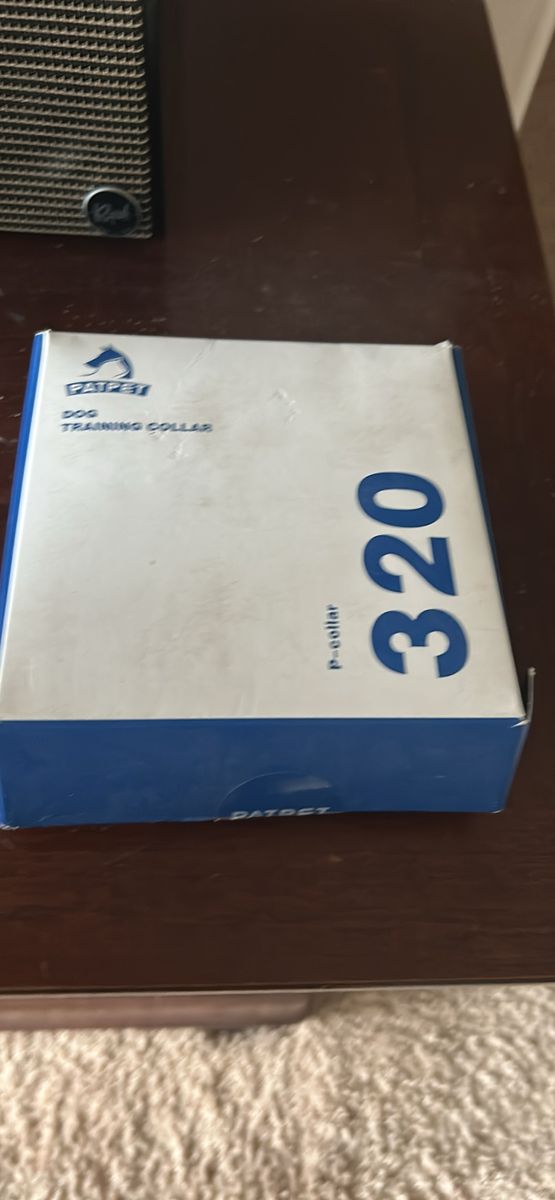 PATPET
DOG
TRAINING COLLAR
P-collar
320
PATPET